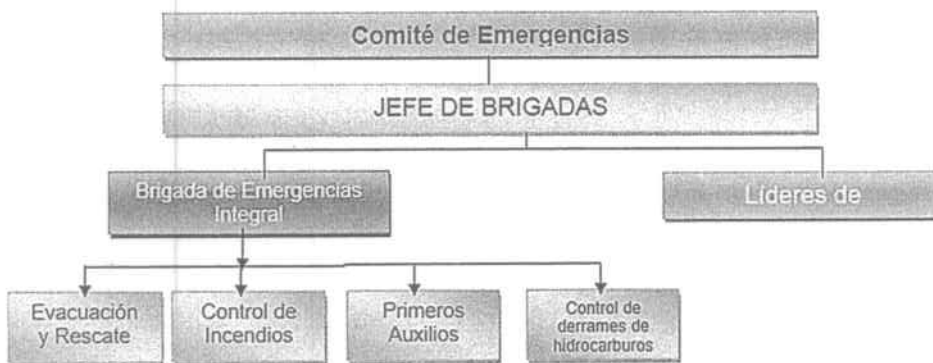 Comité de Emergencias
JEFE DE BRIGADAS
Brigada de Emergencias
Integral
Líderes de
Evacuación
y Rescate
Control de
Incendios
Primeros
Auxilios
Control de
derrames de
hidrocarburos